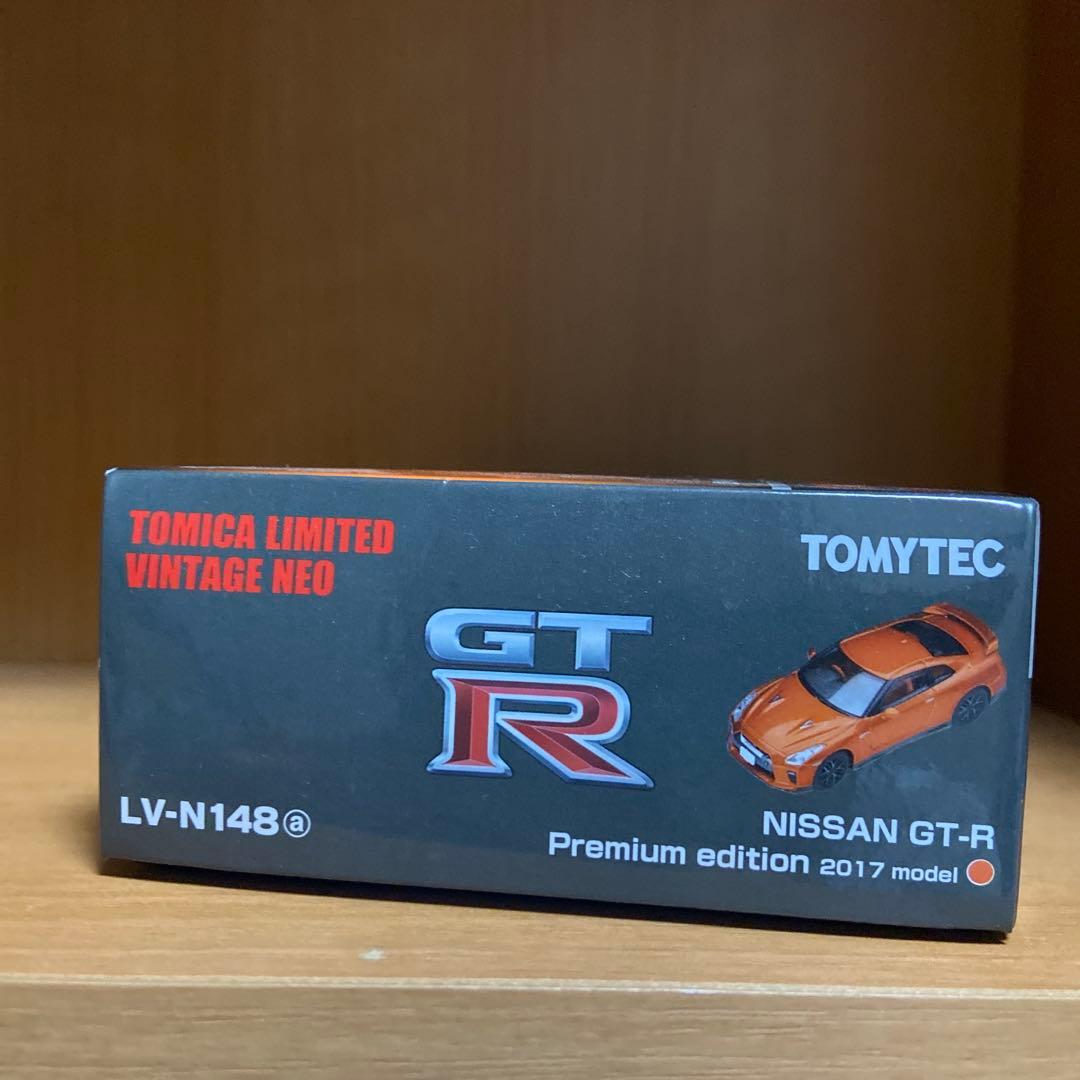 TOMICA LIMITED
VINTAGE NEO
TOMYTEC
GT
R
LV-N148ⓐ
NISSAN GT-R
Premium edition 2017 model